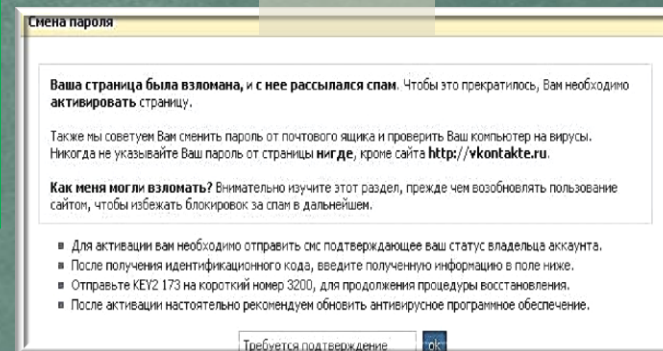 Смена пароля
Ваша страница была взломана, и с нее рассылался спам. Чтобы это прекратилось, Вам необходимо
активировать страницу.
Также мы советуем Вам сменить пароль от почтового ящика и проверить Ваш компьютер на вирусы.
Никогда не указывайте Ваш пароль от страницы нигде, кроме сайта http://vkontakte.ru.
Как меня могли взломать? Внимательно изучите этот раздел, прежде чем возобновлять пользование
сайтом, чтобы избежать блокировок за спам в дальнейшем.
Для активации вам необходимо отправить смс подтверждающее ваш статус владельца аккаунта.
После получения идентификационного кода, введите полученную информацию в поле ниже.
Отправьте KEY2 173 на короткий номер 3200, для продолжения процедуры восстановления.
После активации настоятельно рекомендуем обновить антивирусное программное обеспечение.
Требуется подтверждение ok